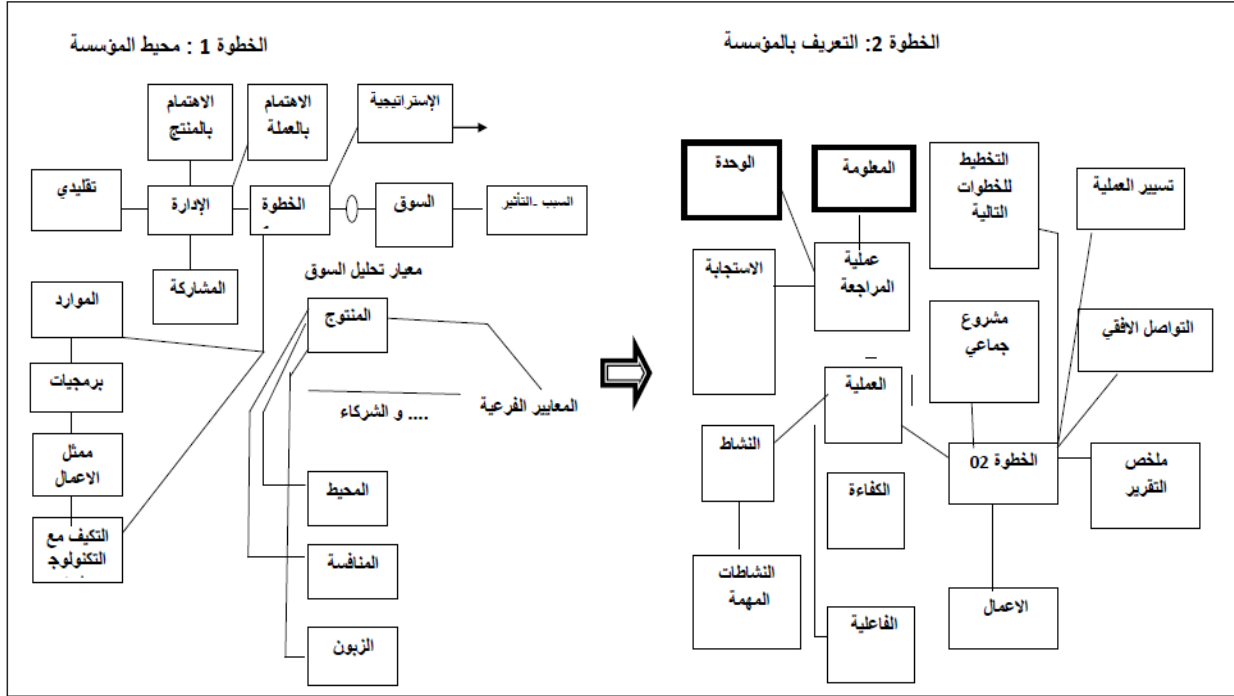 الخطوة 1 : محيط المؤسسة
الخطوة 2: التعريف بالمؤسسة
الاهتمام
بالمنتج
الاهتمام
بالعملة
الإستراتيجية
تقليدي
الإدارة
الخطوة
السوق
السبب -التأثير
المشاركة
معيار تحليل السوق
الموارد
المنتوج
برمجيات
المعايير الفرعية
.... و الشركاء
ممثل
الاعمال
المحيط
التكيف مع
التكنولوج
المنافسة
الزبون
الوحدة
المعلومة
التخطيط
للخطوات
التالية
تسيير العملية
الاستجابة
عملية
المراجعة
مشروع
جماعي
التواصل الافقي
العملية
النشاط
الخطوة 02
ملخص
التقرير
الكفاءة
النشاطات
المهمة
الاعمال
الفاعلية